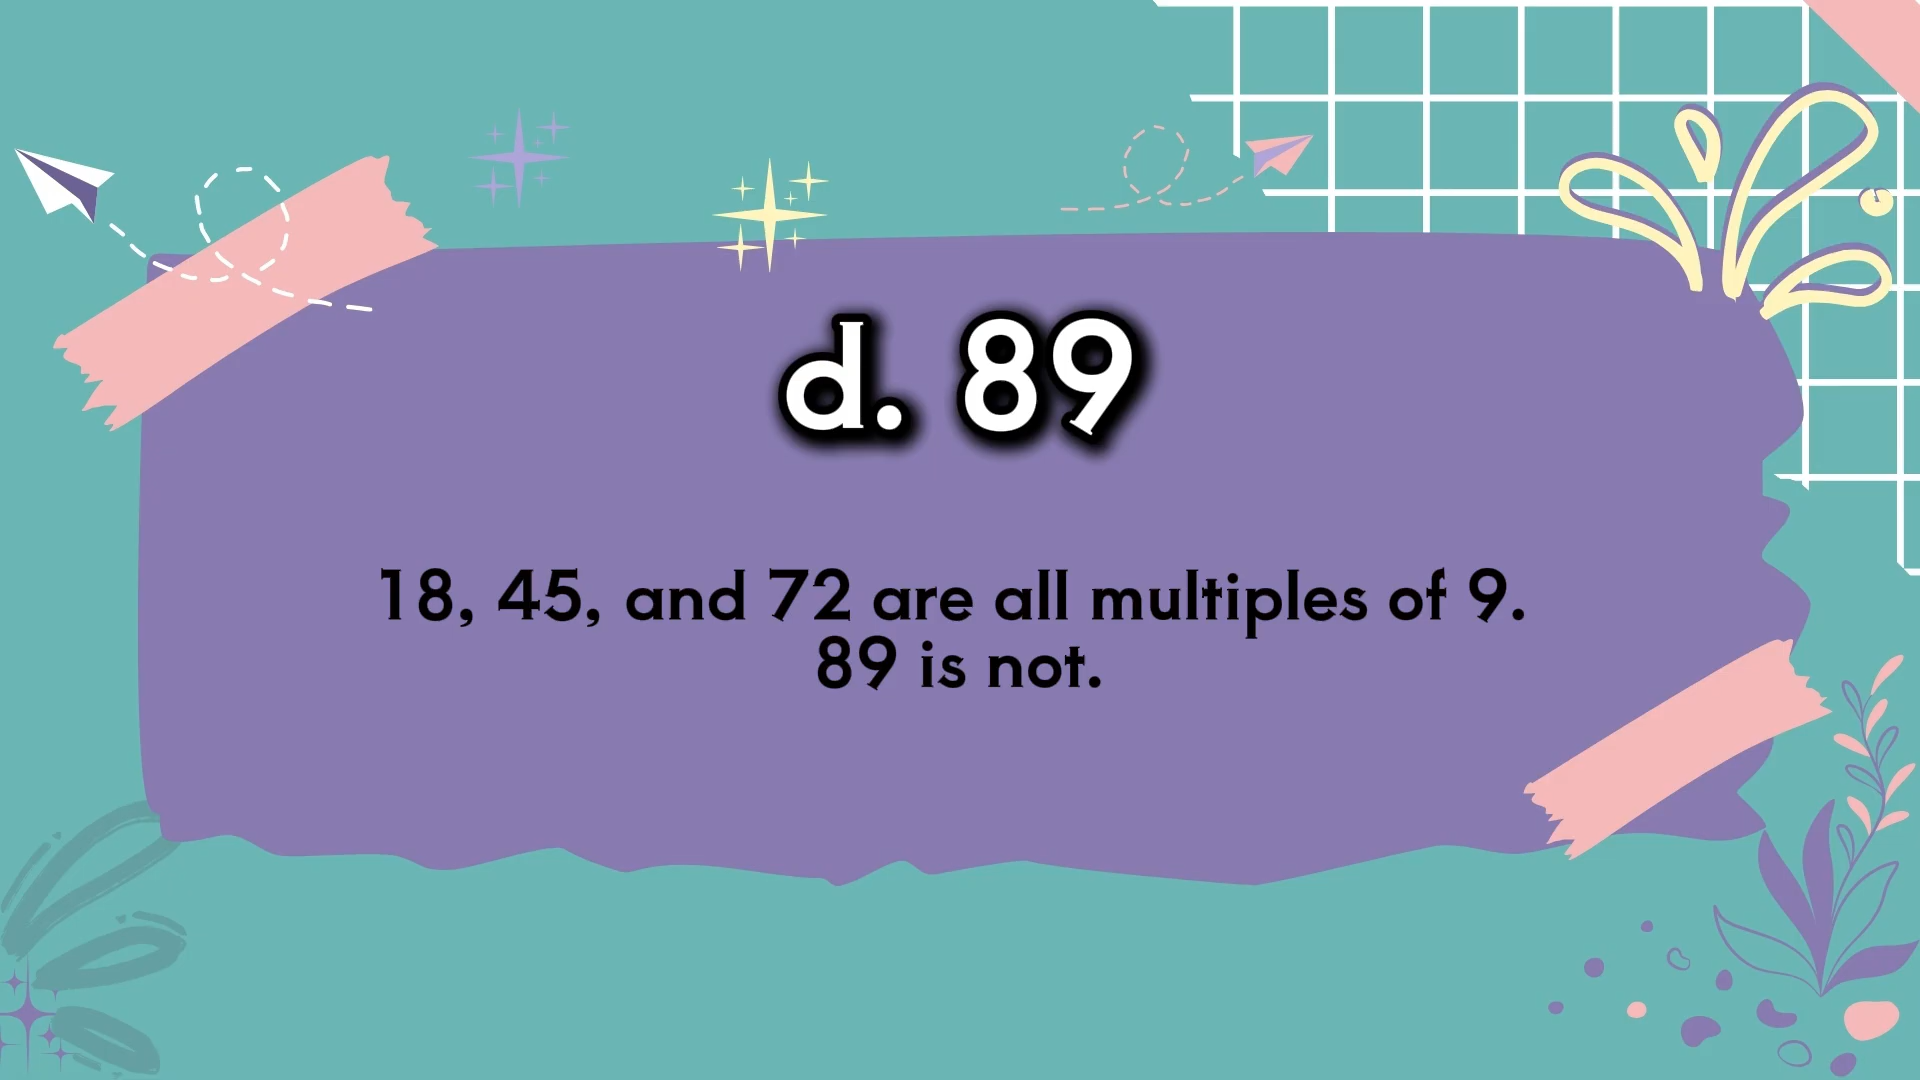 d. 89
18, 45, and 72 are all multiples of 9.
89 is not.